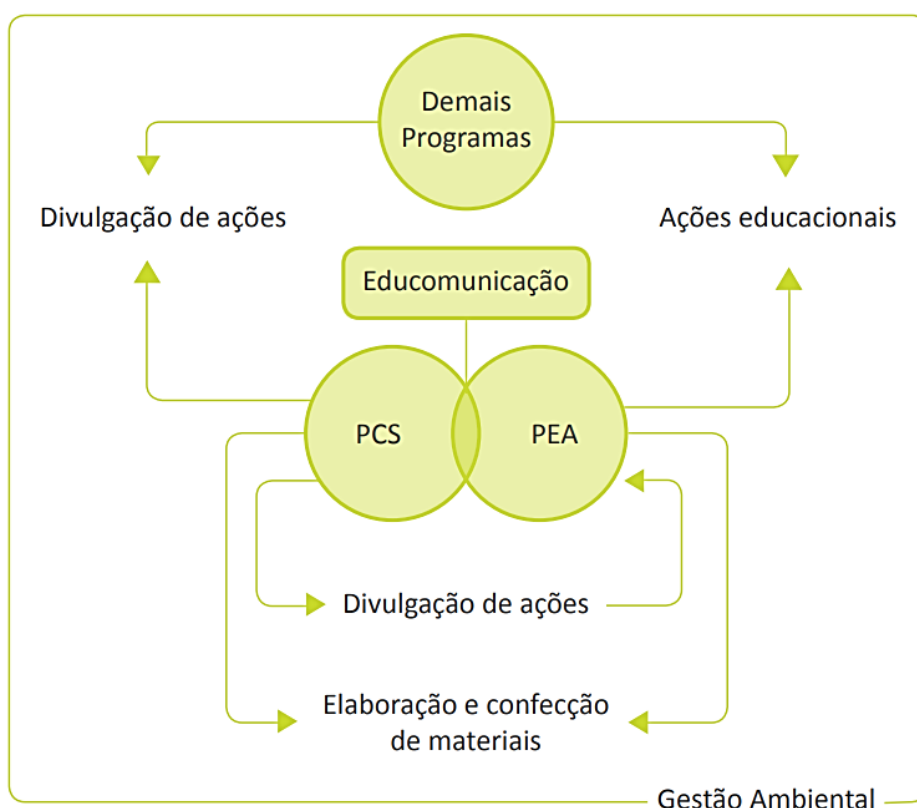 Demais
Programas
Divulgação de ações
Ações educacionais
Educomunicação
PCS
PEA
Divulgação de ações
Elaboração e confecção
de materiais
Gestão Ambiental